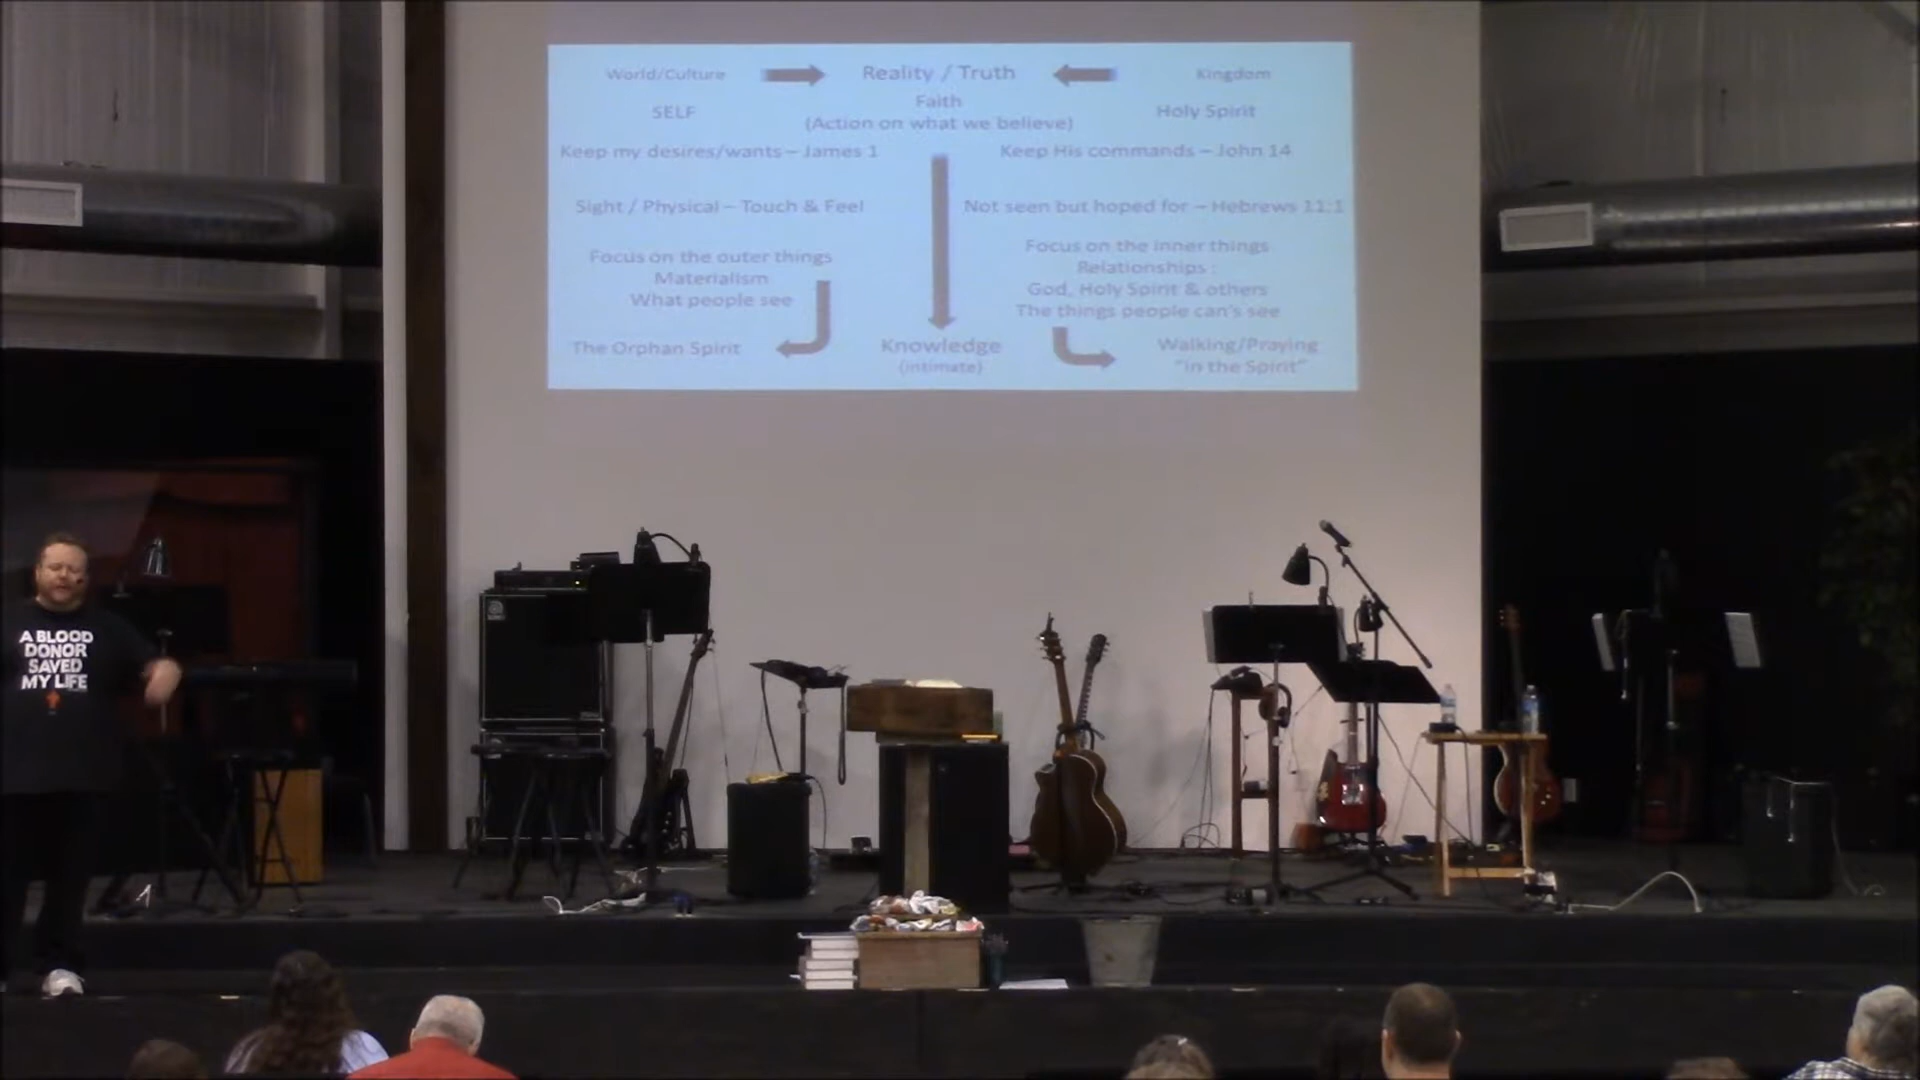 World/Culture
Reality / Truth
Kingdom
SELF
Faith
Holy Spirit
(Action on what we believe)
Keep my desires/wants – James 1
Keep His commands – John 14
Sight / Physical – Touch & Feel
Not seen but hoped for – Hebrews 11:1
Focus on the outer things
Materialism
What people see
Focus on the inner things
Relationships :
God, Holy Spirit & others
The things people can's see
The Orphan Spirit
Knowledge
(intimate)
Walking/Praying
"in the Spirit"
A BLOOD
DONOR
SAVED
MY LIFE